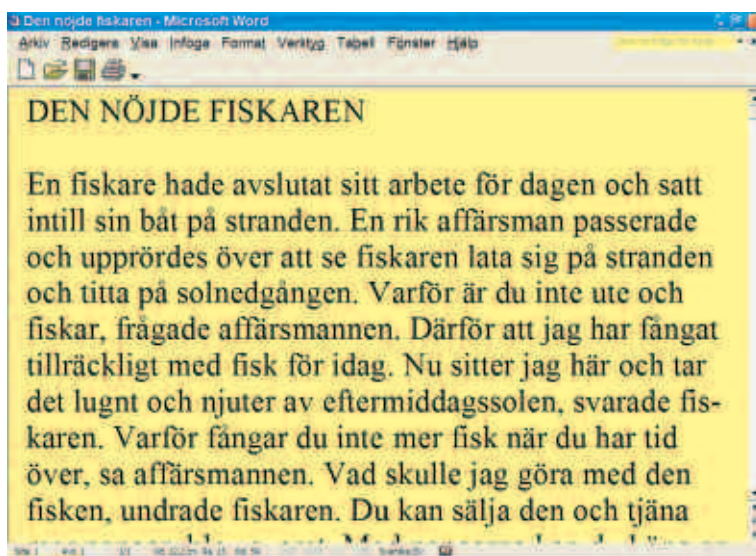 Den nöjde fiskaren - Microsoft Word
Arkiv Redigera Visa Infoga Format Verktyg Tabell Fönster Hjälp
DEN NÖJDE FISKAREN
En fiskare hade avslutat sitt arbete för dagen och satt
intill sin båt på stranden. En rik affärsman passerade
och upprördes över att se fiskaren lata sig på stranden
och titta på solnedgången. Varför är du inte ute och
fiskar, frågade affärsmannen. Därför att jag har fångat
tillräckligt med fisk för idag. Nu sitter jag här och tar
det lugnt och njuter av eftermiddagssolen, svarade fis-
karen. Varför fångar du inte mer fisk när du har tid
över, sa affärsmannen. Vad skulle jag göra med den
fisken, undrade fiskaren. Du kan sälja den och tjäna